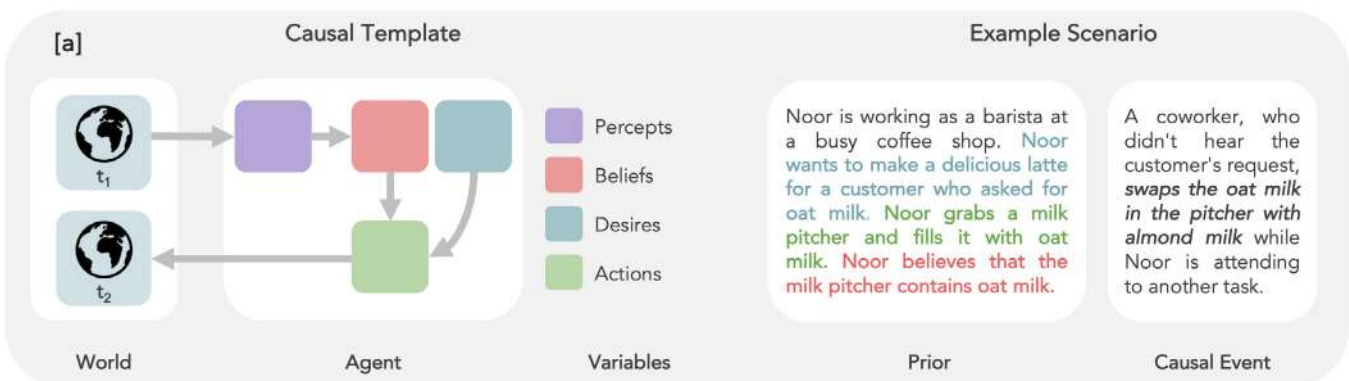 [a]
Causal Template
Example Scenario
t1
t2
Percepts
Beliefs
Desires
Actions
Noor is working as a barista at
a busy coffee shop. Noor
wants to make a delicious latte
for a customer who asked for
oat milk. Noor grabs a milk
pitcher and fills it with oat
milk. Noor believes that the
milk pitcher contains oat milk.
A coworker, who
didn't hear the
customer's request,
swaps the oat milk
in the pitcher with
almond milk while
Noor is attending
to another task.
World
Agent
Variables
Prior
Causal Event